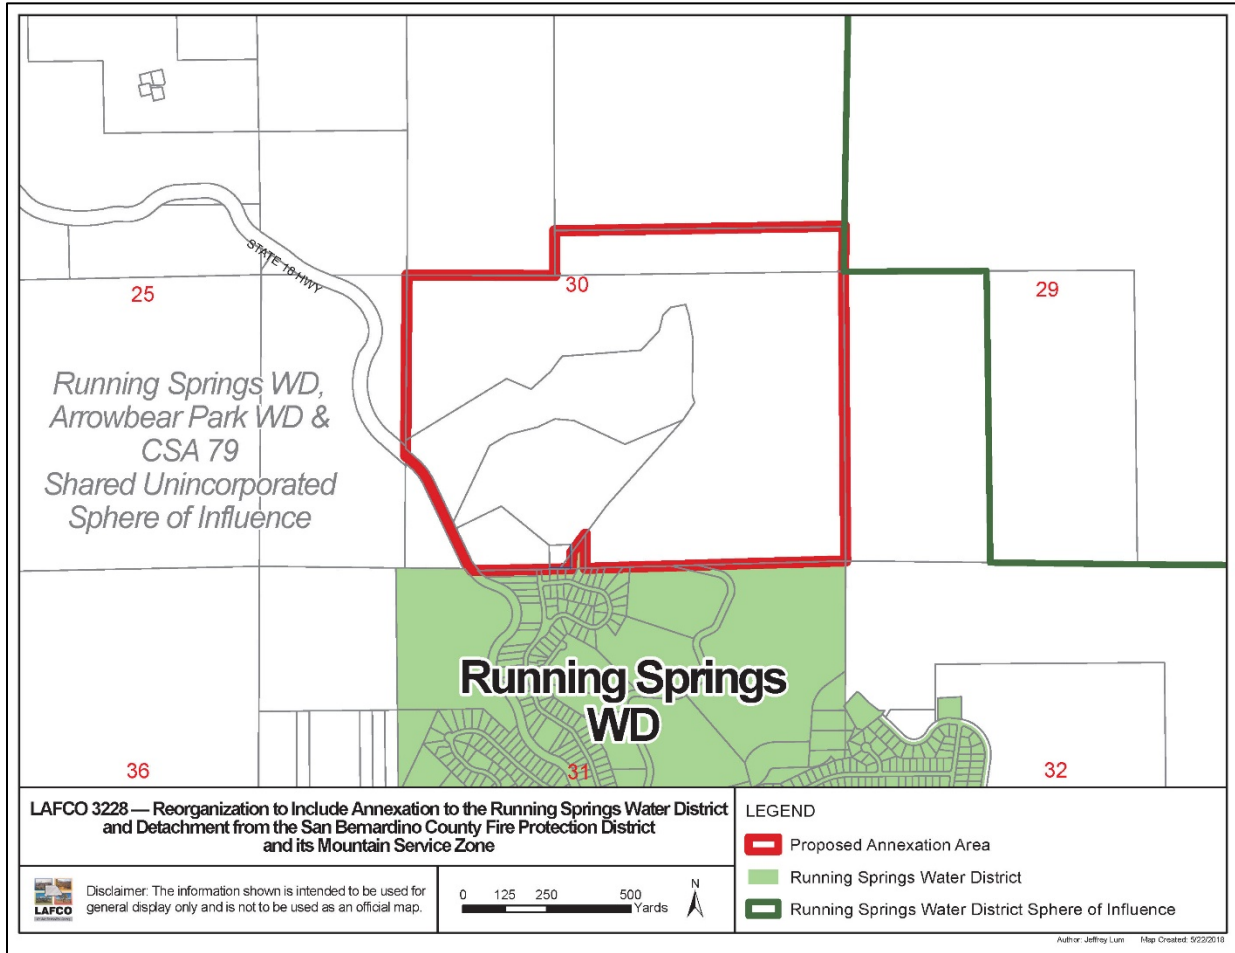 STATE 18 HWY
25
30
29
Running Springs WD,
Arrowbear Park WD &
CSA 79
Shared Unincorporated
Sphere of Influence
Running Springs
WD
36
31
32
LAFCO 3228 — Reorganization to Include Annexation to the Running Springs Water District
and Detachment from the San Bernardino County Fire Protection District
and its Mountain Service Zone
LAFCO
Disclaimer: The information shown is intended to be used for
general display only and is not to be used as an official map.
0 125 250 500
Yards
N
LEGEND
Proposed Annexation Area
Running Springs Water District
Running Springs Water District Sphere of Influence
Author: Jeffrey Lum Map Created: 5/22/2018